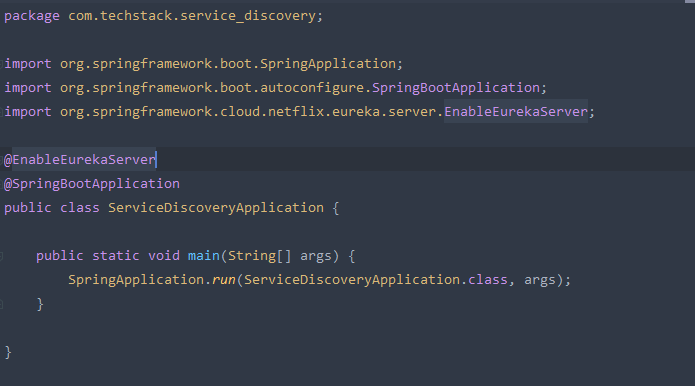 package com.techstack.service_discovery;
import org.springframework.boot.SpringApplication;
import org.springframework.boot.autoconfigure.SpringBootApplication;
import org.springframework.cloud.netflix.eureka.server.EnableEurekaServer;
@EnableEurekaServer
@SpringBootApplication
public class ServiceDiscoveryApplication {
public static void main(String[] args) {
SpringApplication.run(ServiceDiscoveryApplication.class, args);
}
}